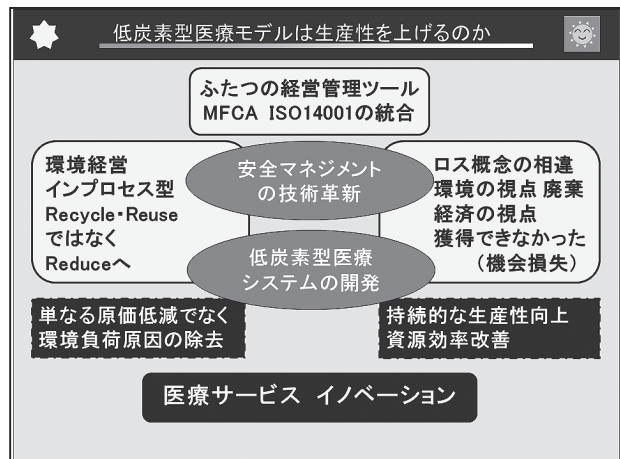 低炭素型医療モデルは生産性を上げるのか
ふたつの経営管理ツール
MFCA ISO14001の統合
環境経営
インプロセス型
Recycle・Reuse
ではなく
Reduceへ
安全マネジメント
の技術革新
低炭素型医療
システムの開発
ロス概念の相違
環境の視点 廃棄
経済の視点
獲得できなかった
（機会損失）
単なる原価低減でなく
環境負荷原因の除去
持続的な生産性向上
資源効率改善
医療サービス イノベーション